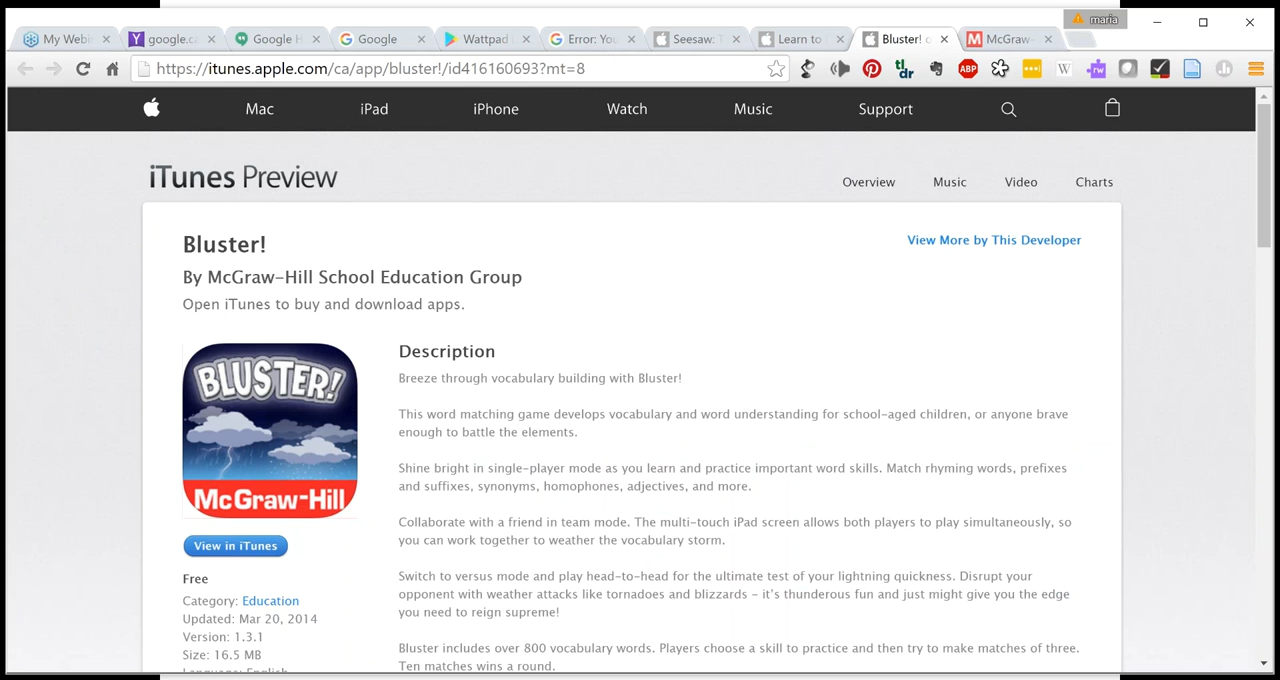 maria
My Webi
google.ca
Google H
Google
Wattpad
Error: You
Seesaw: T
Learn to
Bluster! o
McGraw
https://itunes.apple.com/ca/app/bluster!/id416160693?mt=8
tl;dr
ABP
W
rw
Mac
iPad
iPhone
Watch
Music
Support
iTunes Preview
Overview
Music
Video
Charts
Bluster!
View More by This Developer
By McGraw-Hill School Education Group
Open iTunes to buy and download apps.
BLUSTER!
McGraw-Hill
View in iTunes
Free
Category: Education
Updated: Mar 20, 2014
Version: 1.3.1
Size: 16.5 MB
Language: English
Description
Breeze through vocabulary building with Bluster!
This word matching game develops vocabulary and word understanding for school-aged children, or anyone brave
enough to battle the elements.
Shine bright in single-player mode as you learn and practice important word skills. Match rhyming words, prefixes
and suffixes, synonyms, homophones, adjectives, and more.
Collaborate with a friend in team mode. The multi-touch iPad screen allows both players to play simultaneously, so
you can work together to weather the vocabulary storm.
Switch to versus mode and play head-to-head for the ultimate test of your lightning quickness. Disrupt your
opponent with weather attacks like tornadoes and blizzards – it's thunderous fun and just might give you the edge
you need to reign supreme!
Bluster includes over 800 vocabulary words. Players choose a skill to practice and then try to make matches of three.
Ten matches wins a round.